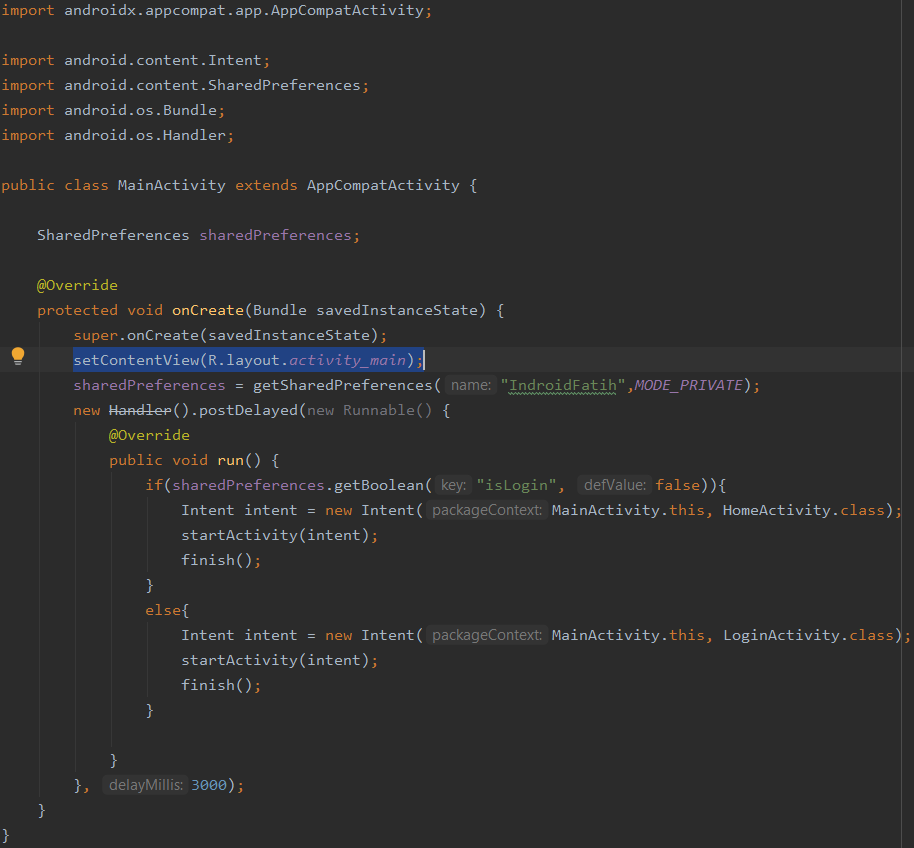 import androidx.appcompat.app.AppCompatActivity;
import android.content.Intent;
import android.content.SharedPreferences;
import android.os.Bundle;
import android.os.Handler;
public class MainActivity extends AppCompatActivity {
SharedPreferences sharedPreferences;
@Override
protected void onCreate(Bundle savedInstanceState) {
super.onCreate(savedInstanceState);
setContentView(R.layout.activity_main);
sharedPreferences = getSharedPreferences( name: "IndroidFatih",MODE_PRIVATE);
new Handler().postDelayed(new Runnable() {
@Override
public void run() {
if(sharedPreferences.getBoolean( key: "isLogin", defValue: false)){
Intent intent = new Intent( packageContext: MainActivity.this, HomeActivity.class);
startActivity(intent);
finish();
}
else{
Intent intent = new Intent( packageContext: MainActivity.this, LoginActivity.class);
startActivity(intent);
finish();
}
}
}, delayMillis: 3000);
}
}